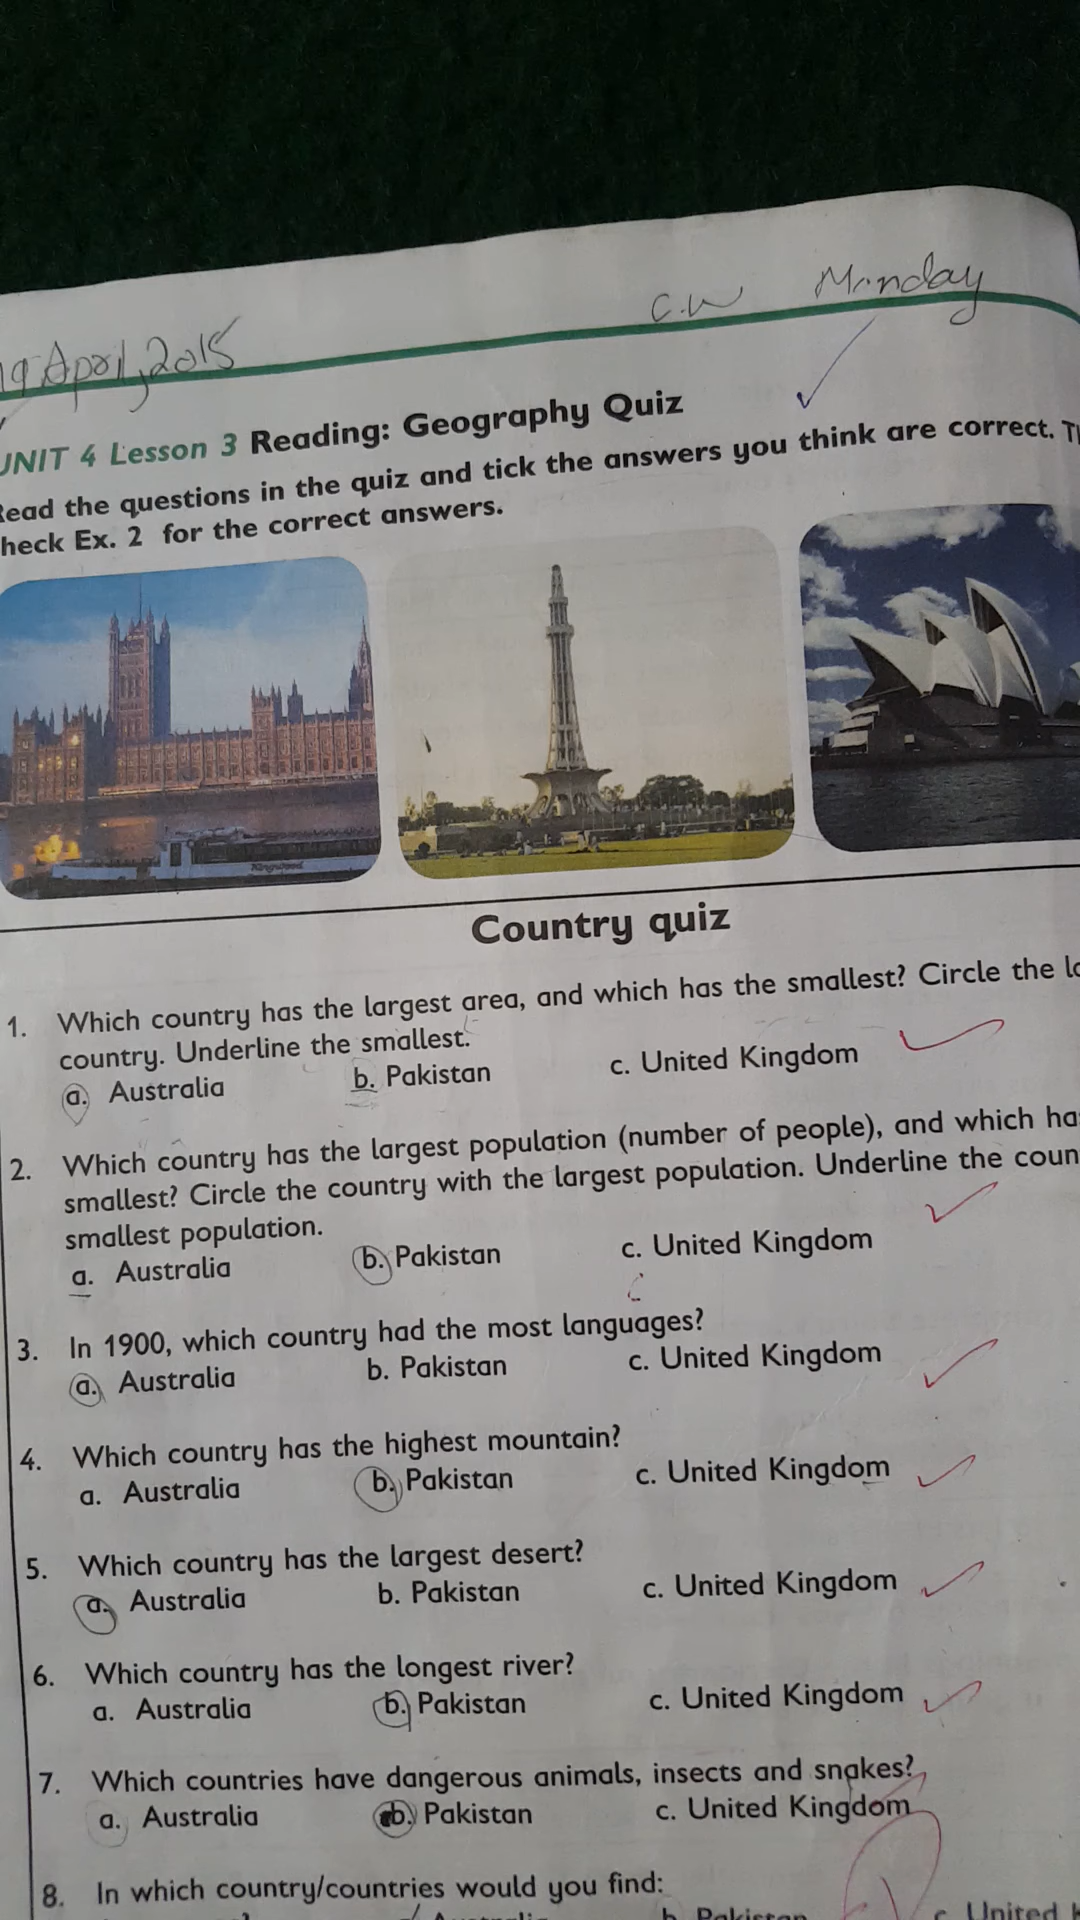 C.W Monday
19 April, 2015
UNIT 4 Lesson 3 Reading: Geography Quiz
Read the questions in the quiz and tick the answers you think are correct.
heck Ex. 2 for the correct answers.
Country quiz
1. Which country has the largest area, and which has the smallest? Circle the
country. Underline the smallest.
a. Australia b. Pakistan c. United Kingdom
2. Which country has the largest population (number of people), and which ha
smallest? Circle the country with the largest population. Underline the coun
smallest population.
a. Australia b. Pakistan c. United Kingdom
3. In 1900, which country had the most languages?
a. Australia b. Pakistan c. United Kingdom
4. Which country has the highest mountain?
a. Australia b. Pakistan c. United Kingdom
5. Which country has the largest desert?
a. Australia b. Pakistan c. United Kingdom
6. Which country has the longest river?
a. Australia b. Pakistan c. United Kingdom
7. Which countries have dangerous animals, insects and snakes?
a. Australia b. Pakistan c. United Kingdom
8. In which country/countries would you find:
b. Pakistan c. United